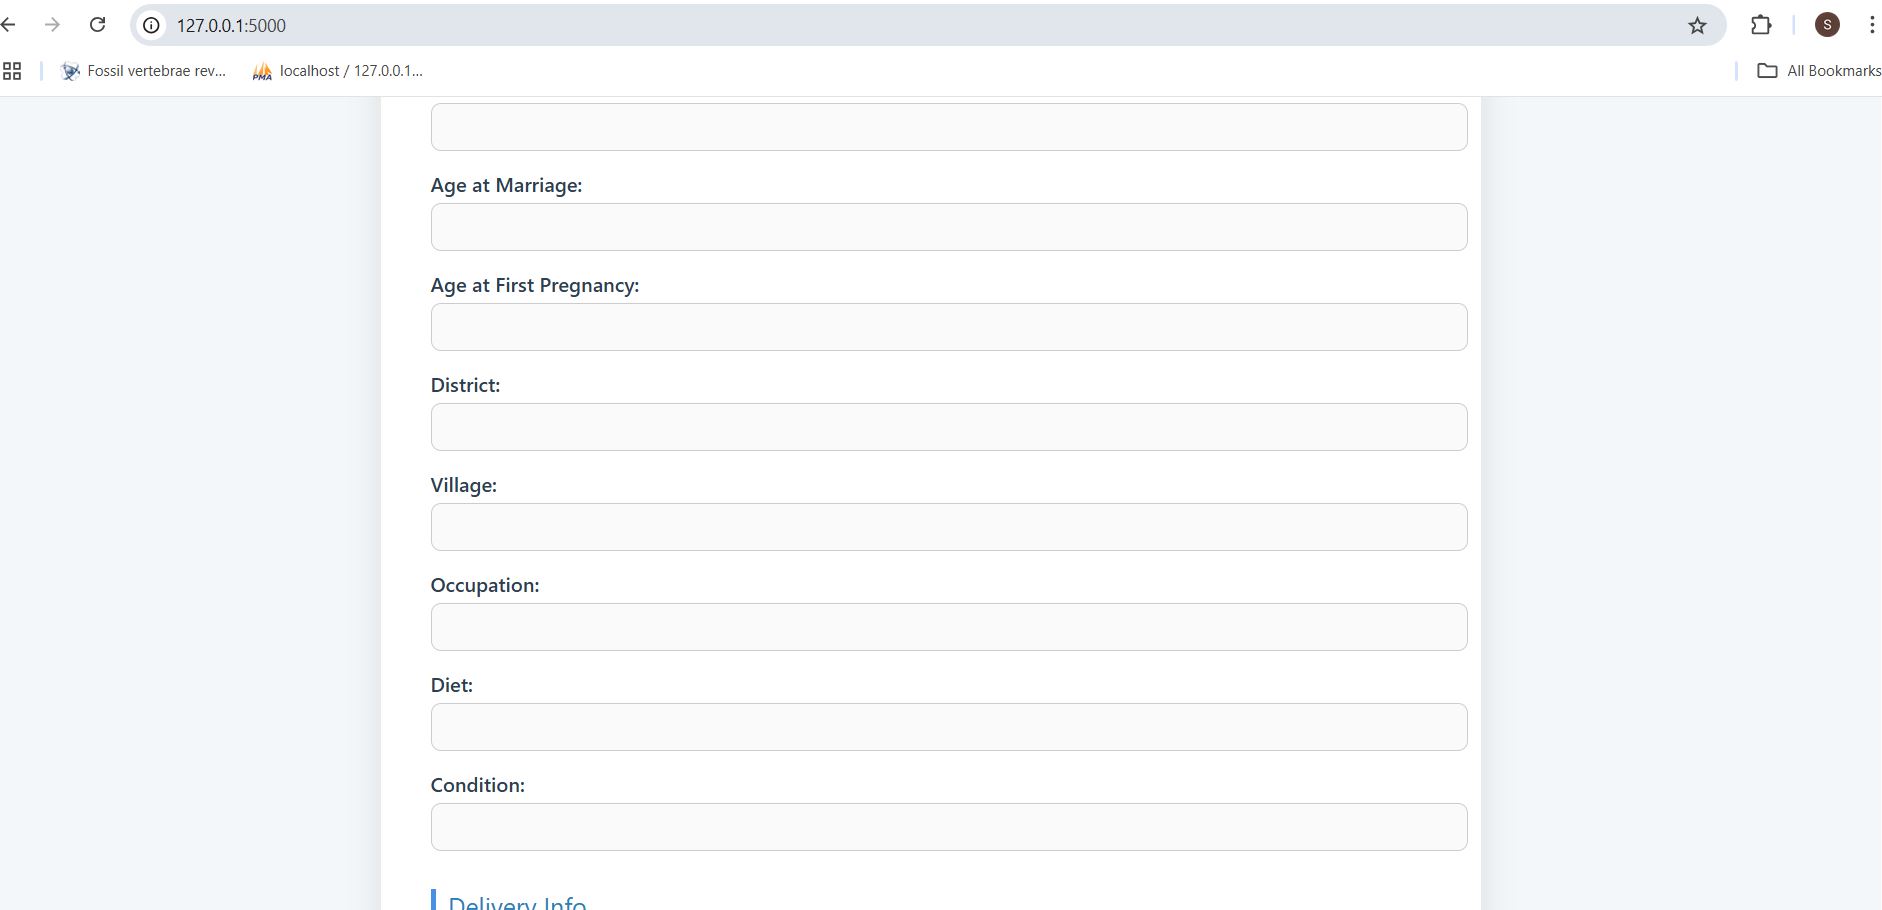 127.0.0.1:5000
S
Fossil vertebrae rev...
PMA
localhost / 127.0.0.1...
All Bookmarks
Age at Marriage:
Age at First Pregnancy:
District:
Village:
Occupation:
Diet:
Condition:
Delivery Info